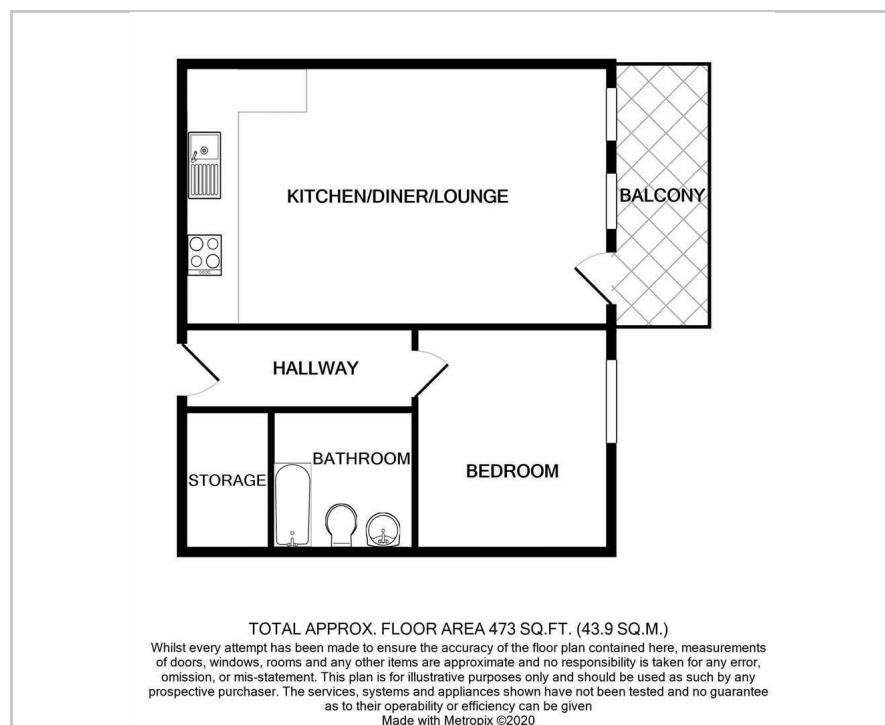 KITCHEN/DINER/LOUNGE
BALCONY
HALLWAY
BATHROOM
STORAGE
BEDROOM
TOTAL APPROX. FLOOR AREA 473 SQ.FT. (43.9 SQ.M.)
Whilst every attempt has been made to ensure the accuracy of the floor plan contained here, measurements
of doors, windows, rooms and any other items are approximate and no responsibility is taken for any error,
omission, or mis-statement. This plan is for illustrative purposes only and should be used as such by any
prospective purchaser. The services, systems and appliances shown have not been tested and no guarantee
as to their operability or efficiency can be given
Made with Metropix ©2020